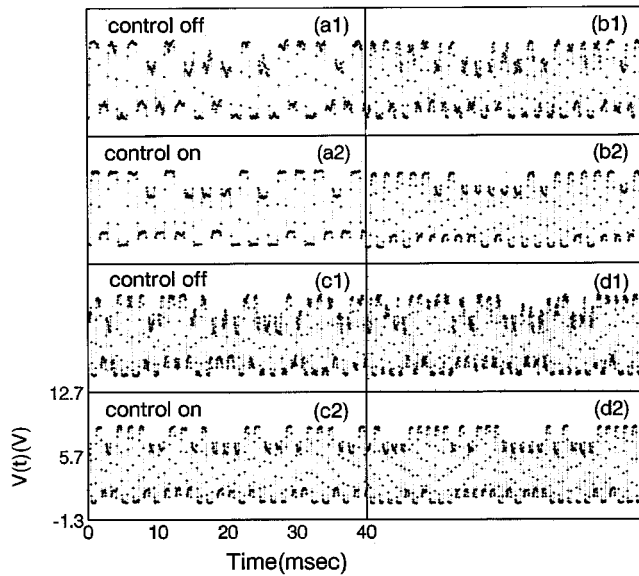 control off (a1) (b1)
control on (a2) (b2)
control off (c1) (d1)
12.7
control on (c2) (d2)
V(t)(V)
5.7
-1.3
0 10 20 30 40
Time(msec)